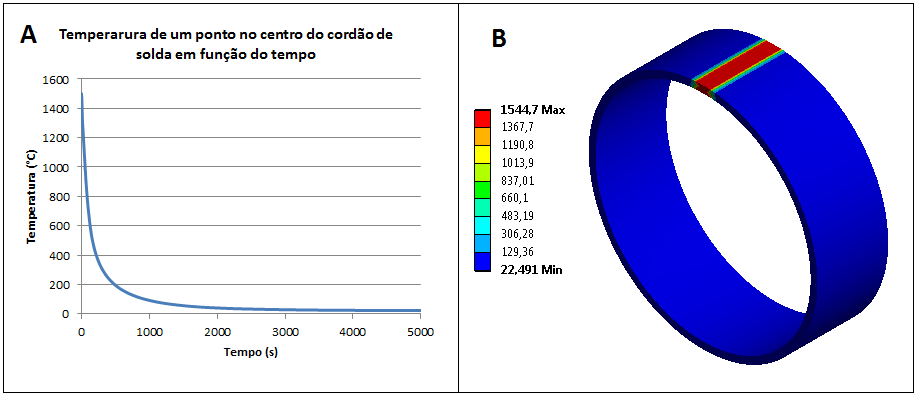 A
Temperarura de um ponto no centro do cordão de
solda em função do tempo
1600
1400
1200
1000
800
600
400
200
0
Temperatura (°C)
0 1000 2000 3000 4000 5000
Tempo (s)
B
1544,7 Max
1367,7
1190,8
1013,9
837,01
660,1
483,19
306,28
129,36
22,491 Min